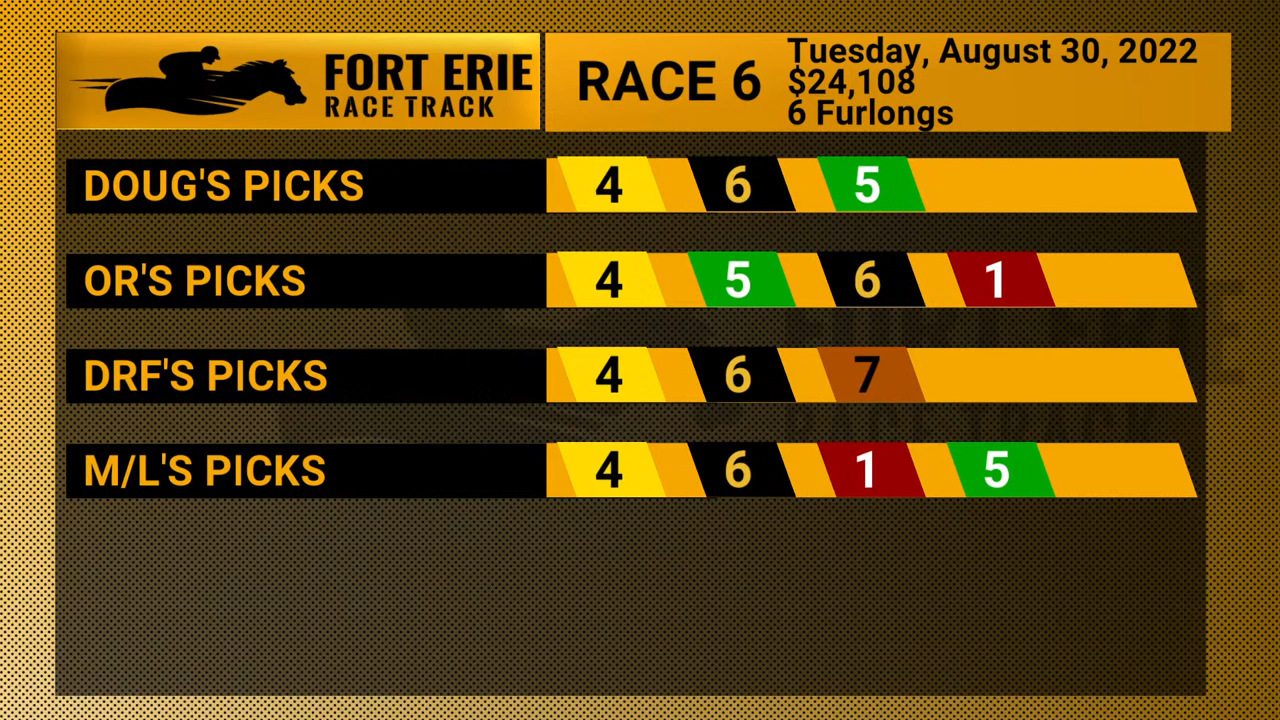 FORT ERIE
RACE TRACK
RACE 6
Tuesday, August 30, 2022
$24,108
6 Furlongs
DOUG'S PICKS 4 6 5
OR'S PICKS 4 5 6 1
DRF'S PICKS 4 6 7
M/L'S PICKS 4 6 1 5